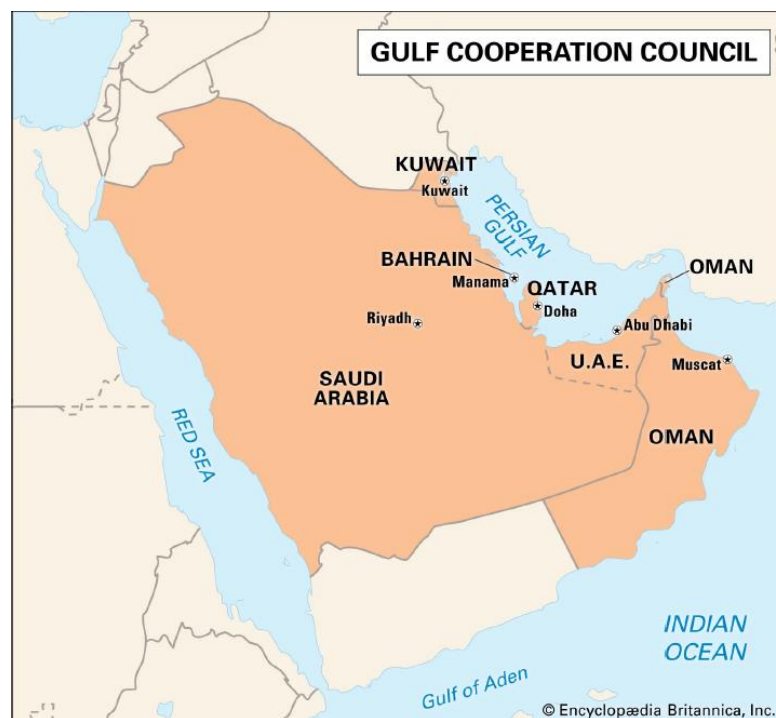 GULF COOPERATION COUNCIL
KUWAIT
Kuwait
PERSIAN
GULF
BAHRAIN
Manama
QATAR
Doha
OMAN
Riyadh
Abu Dhabi
U.A.E.
Muscat
SAUDI
ARABIA
RED SEA
OMAN
INDIAN
OCEAN
Gulf of Aden
© Encyclopædia Britannica, Inc.